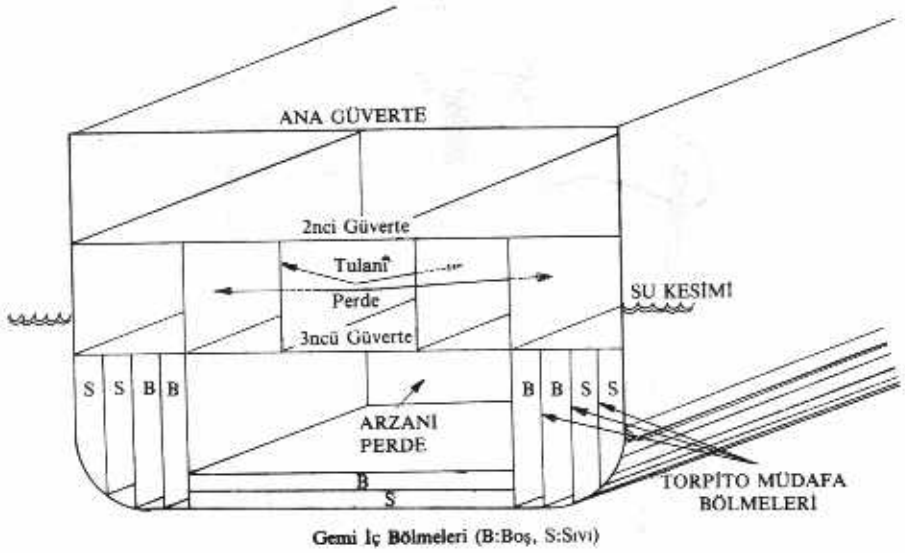 ANA GÜVERTE
2nci Güverte
Tulanî
Perde
SU KESİMİ
3ncü Güverte
S S B B
B B S S
ARZANİ
PERDE
B
S
TORPİTO MÜDAFA
BÖLMELERİ
Gemi İç Bölmeleri (B:Boş, S:Sıvı)